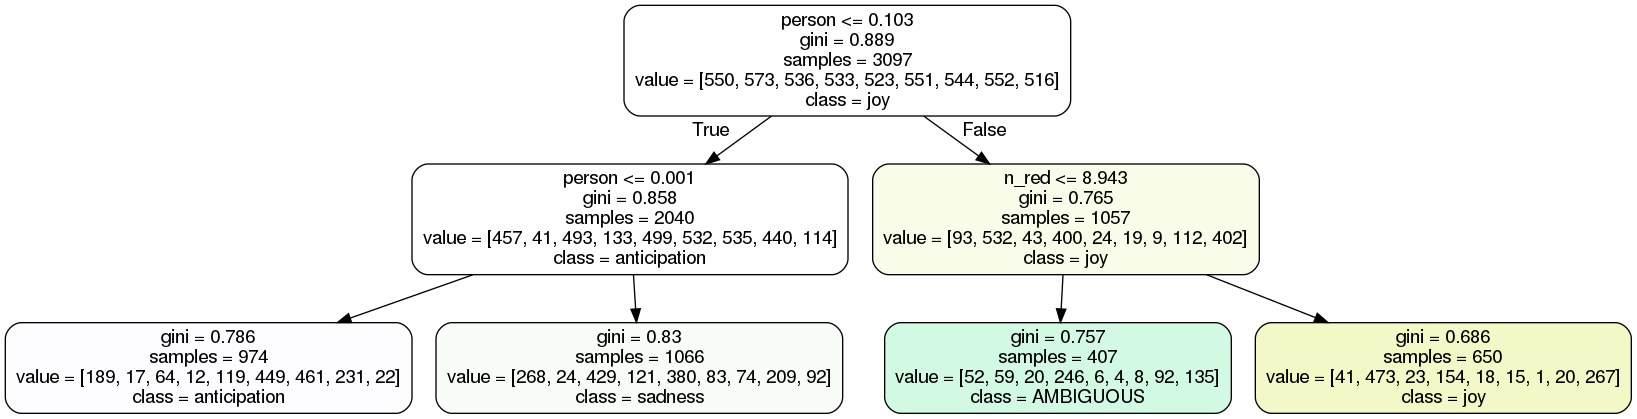 person <= 0.103
gini = 0.889
samples = 3097
value = [550, 573, 536, 533, 523, 551, 544, 552, 516]
class = joy
True
False
person <= 0.001
gini = 0.858
samples = 2040
value = [457, 41, 493, 133, 499, 532, 535, 440, 114]
class = anticipation
n_red <= 8.943
gini = 0.765
samples = 1057
value = [93, 532, 43, 400, 24, 19, 9, 112, 402]
class = joy
gini = 0.786
samples = 974
value = [189, 17, 64, 12, 119, 449, 461, 231, 22]
class = anticipation
gini = 0.83
samples = 1066
value = [268, 24, 429, 121, 380, 83, 74, 209, 92]
class = sadness
gini = 0.757
samples = 407
value = [52, 59, 20, 246, 6, 4, 8, 92, 135]
class = AMBIGUOUS
gini = 0.686
samples = 650
value = [41, 473, 23, 154, 18, 15, 1, 20, 267]
class = joy